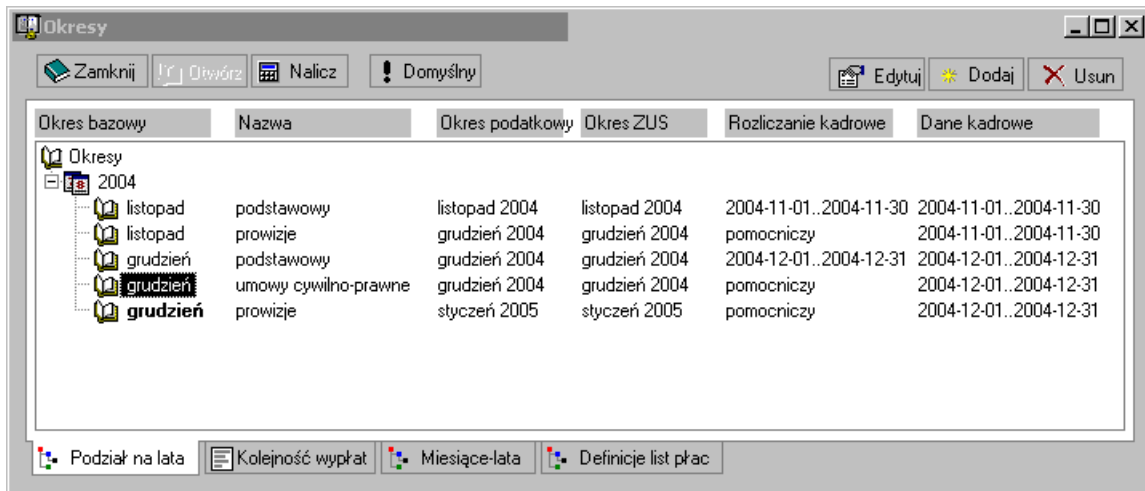 Okresy
Zamknij Otwórz Nalicz Domyślny Edytuj Dodaj Usun
Okres bazowy Nazwa Okres podatkowy Okres ZUS Rozliczanie kadrowe Dane kadrowe
Okresy
2004
listopad podstawowy listopad 2004 listopad 2004 2004-11-01..2004-11-30 2004-11-01..2004-11-30
listopad prowizje grudzień 2004 grudzień 2004 pomocniczy 2004-11-01..2004-11-30
grudzień podstawowy grudzień 2004 grudzień 2004 2004-12-01..2004-12-31 2004-12-01..2004-12-31
grudzień umowy cywilno-prawne grudzień 2004 grudzień 2004 pomocniczy 2004-12-01..2004-12-31
grudzień prowizje styczeń 2005 styczeń 2005 pomocniczy 2004-12-01..2004-12-31
Podział na lata Kolejność wypłat Miesiące-lata Definicje list płac